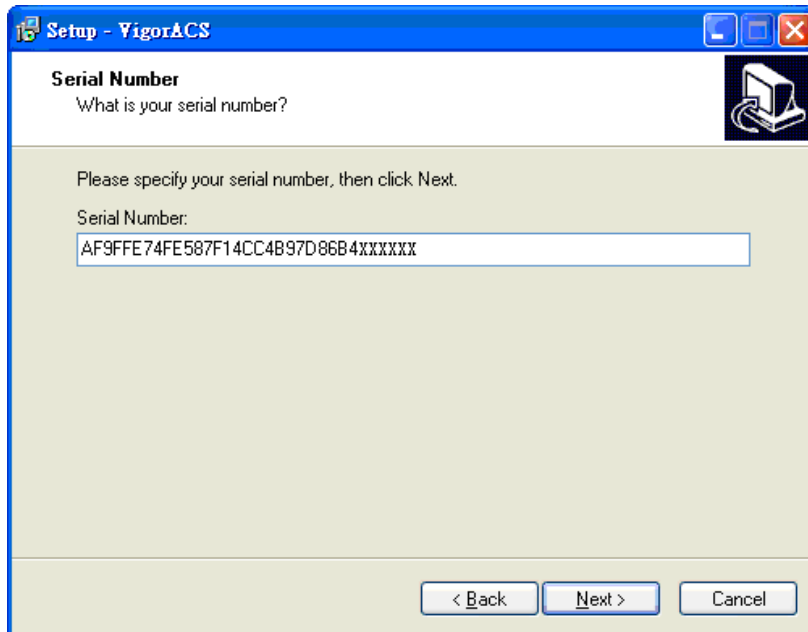 Setup - VigorACS
Serial Number
What is your serial number?
Please specify your serial number, then click Next.
Serial Number:
AF9FFE74FE587F14CC4B97D86B4XXXXXX
< Back
Next >
Cancel